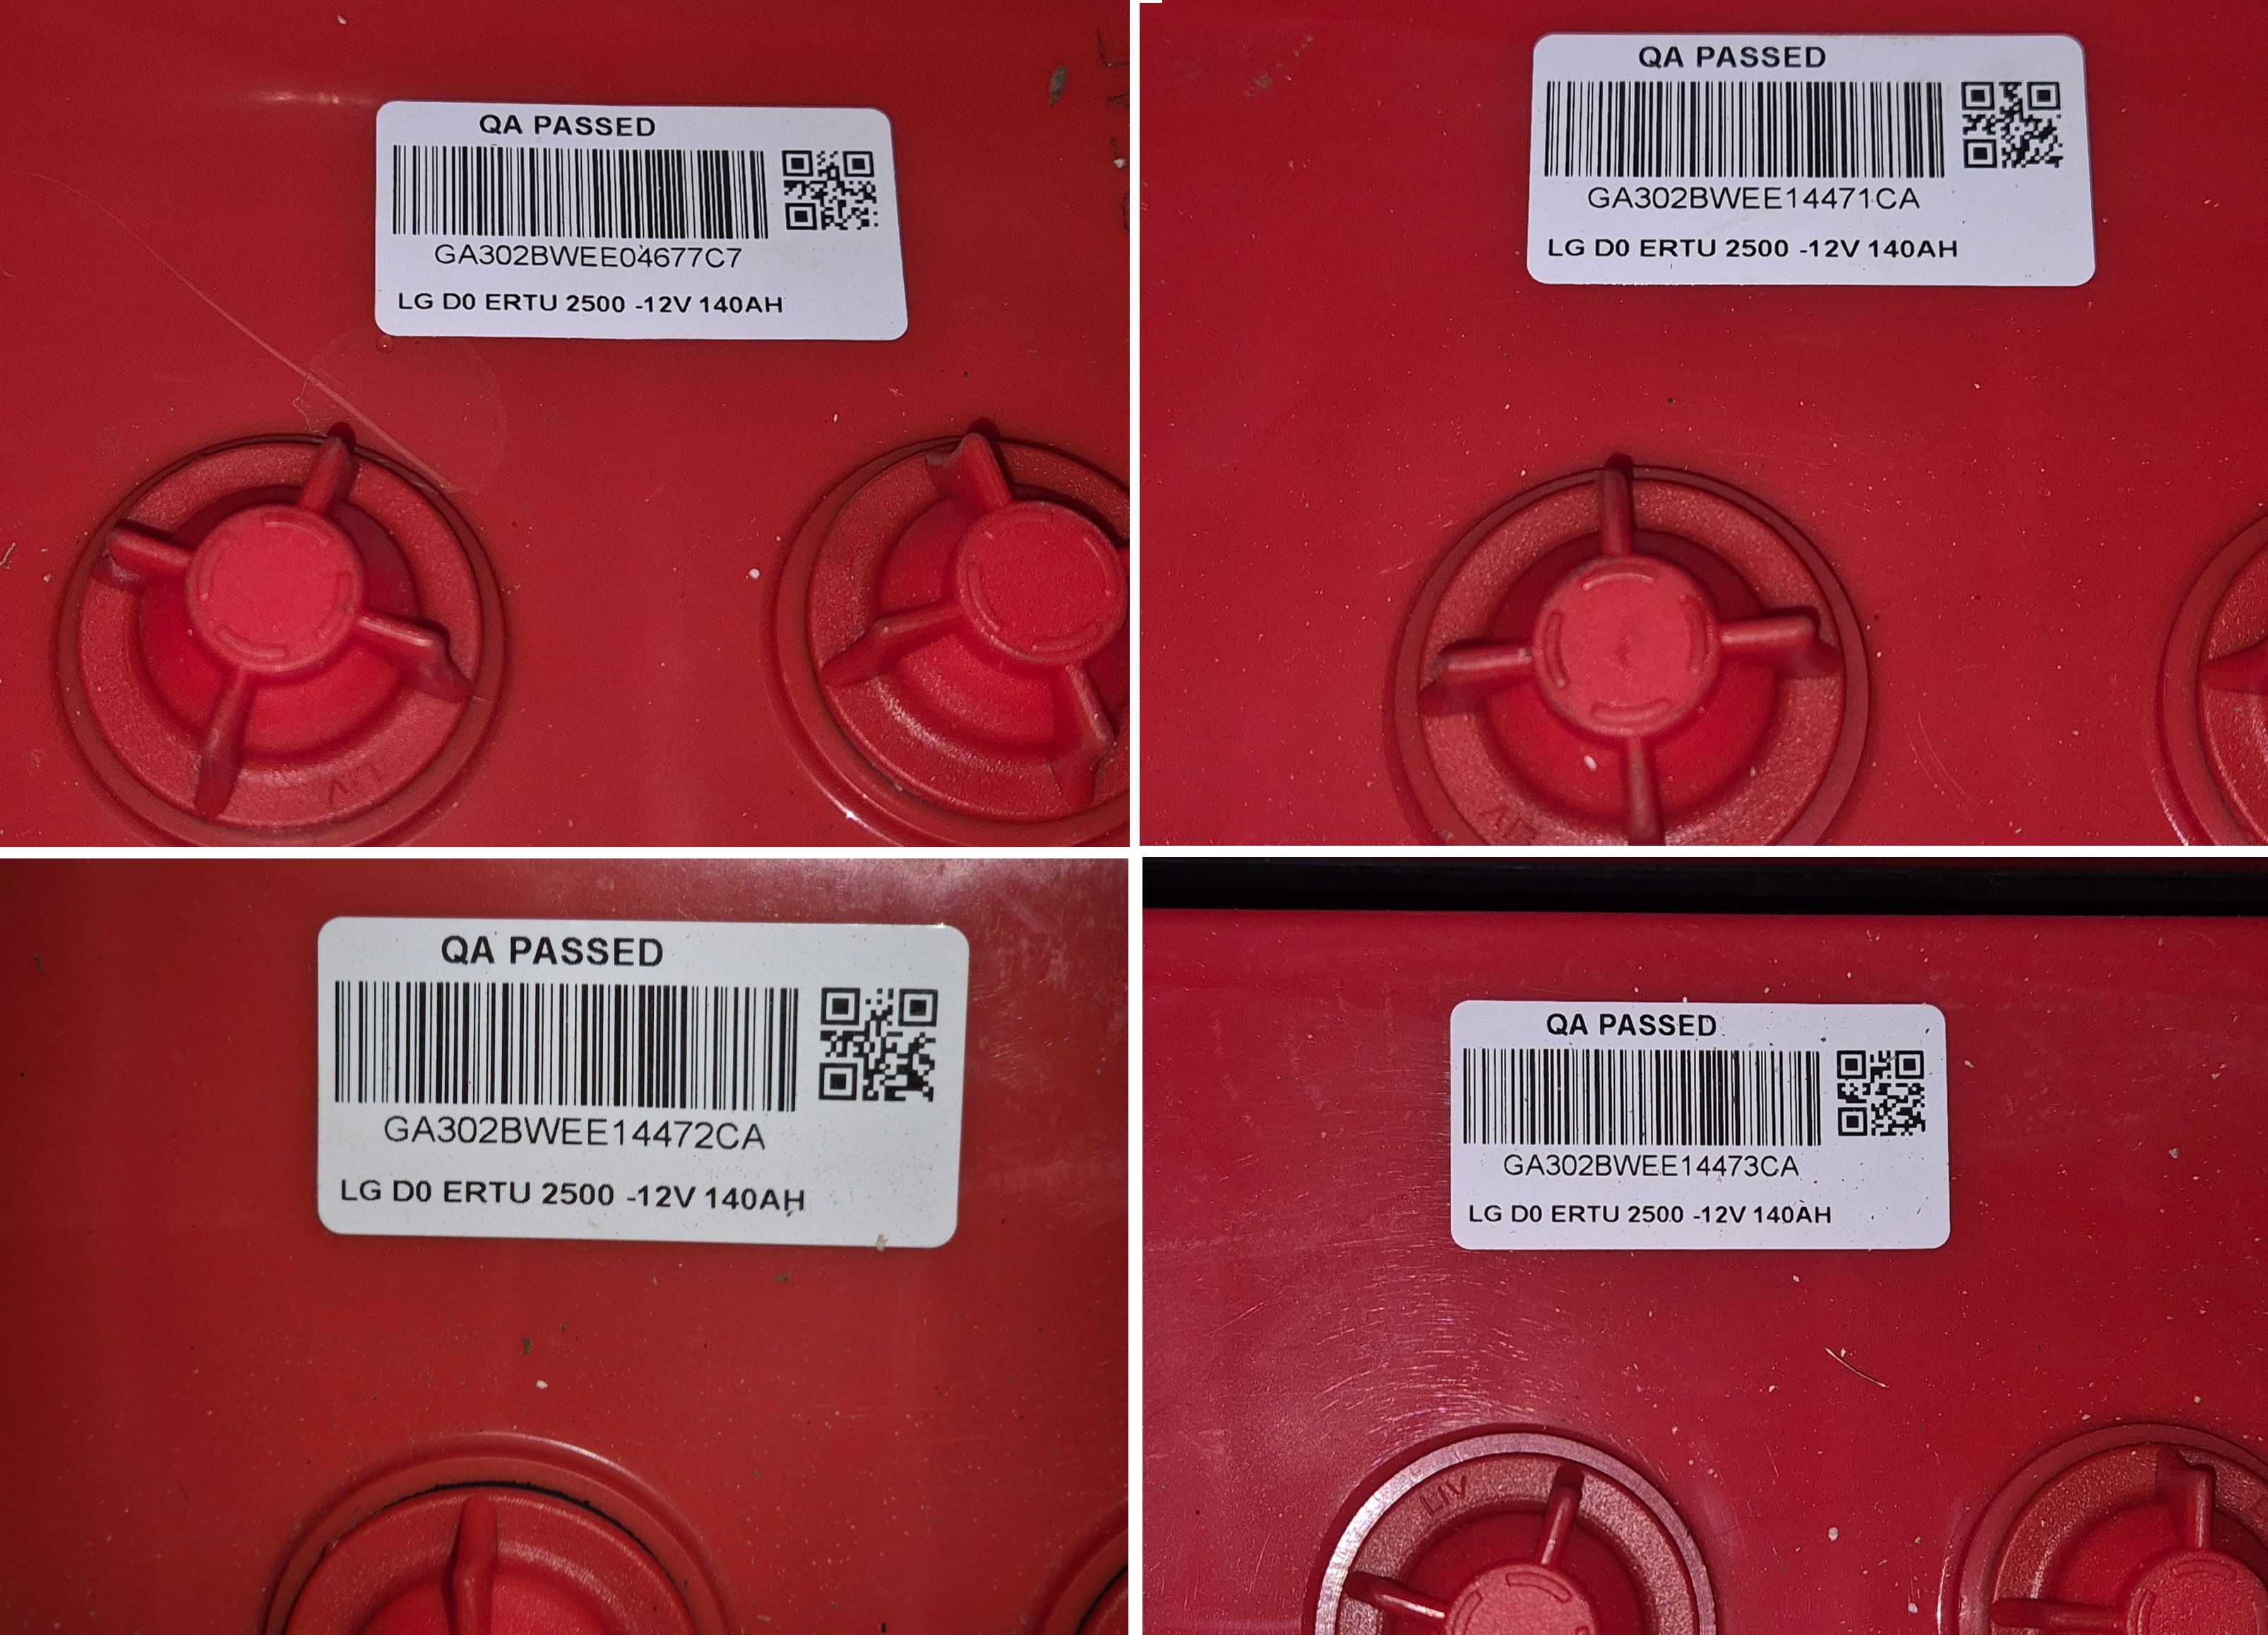 QA PASSED
GA302BWEE04677C7
LG D0 ERTU 2500 -12V 140AH
QA PASSED
GA302BWEE14471CA
LG D0 ERTU 2500 -12V 140AH
QA PASSED
GA302BWEE14472CA
LG D0 ERTU 2500 -12V 140AH
QA PASSED
GA302BWEE14473CA
LG D0 ERTU 2500 -12V 140AH